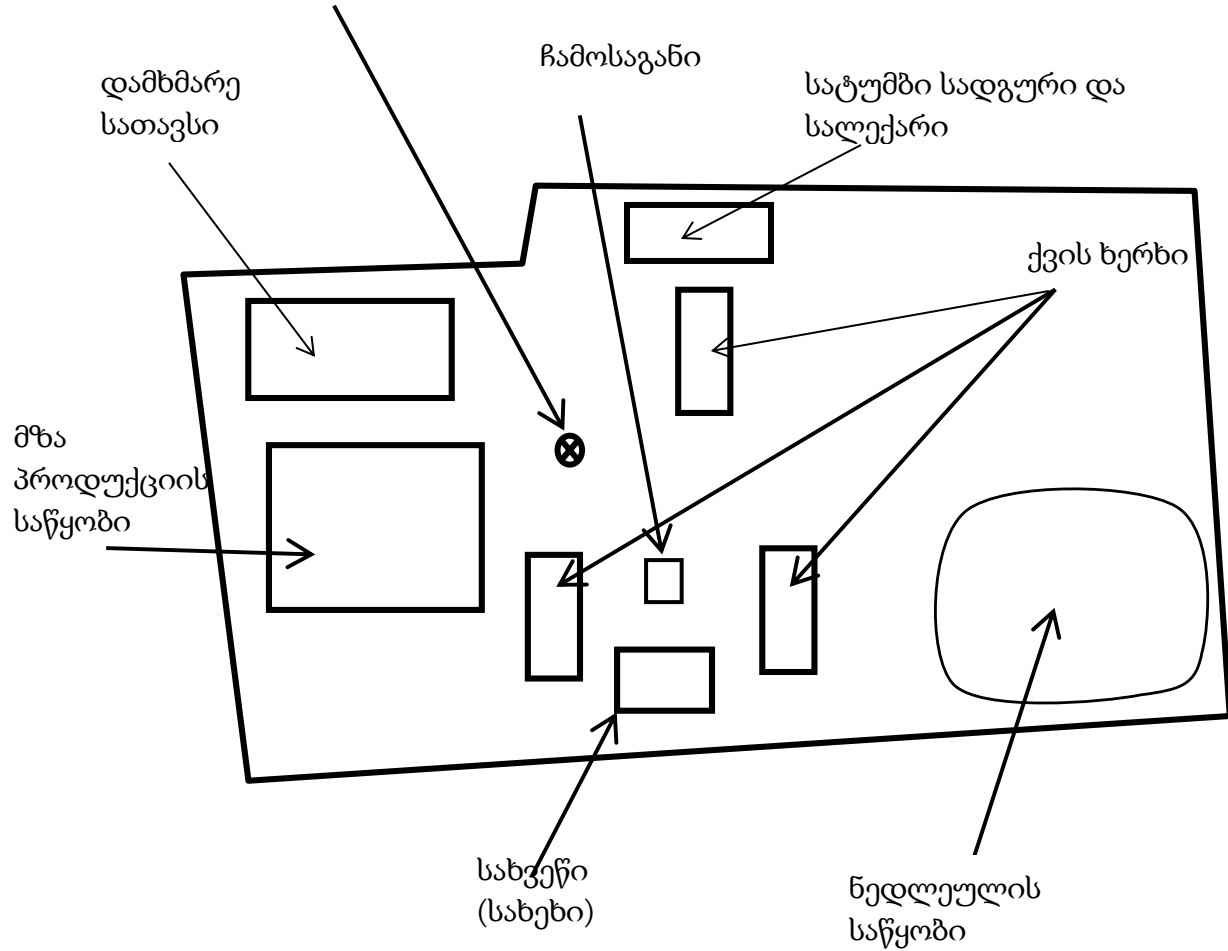 ჩამოსაგანი
დამხმარე
სათავსი
სატუმბი სადგური და
სალექარი
ქვის ხერხი
მზა
პროდუქციის
საწყობი
სახვეწი
(სახეხი)
ნედლეულის
საწყობი